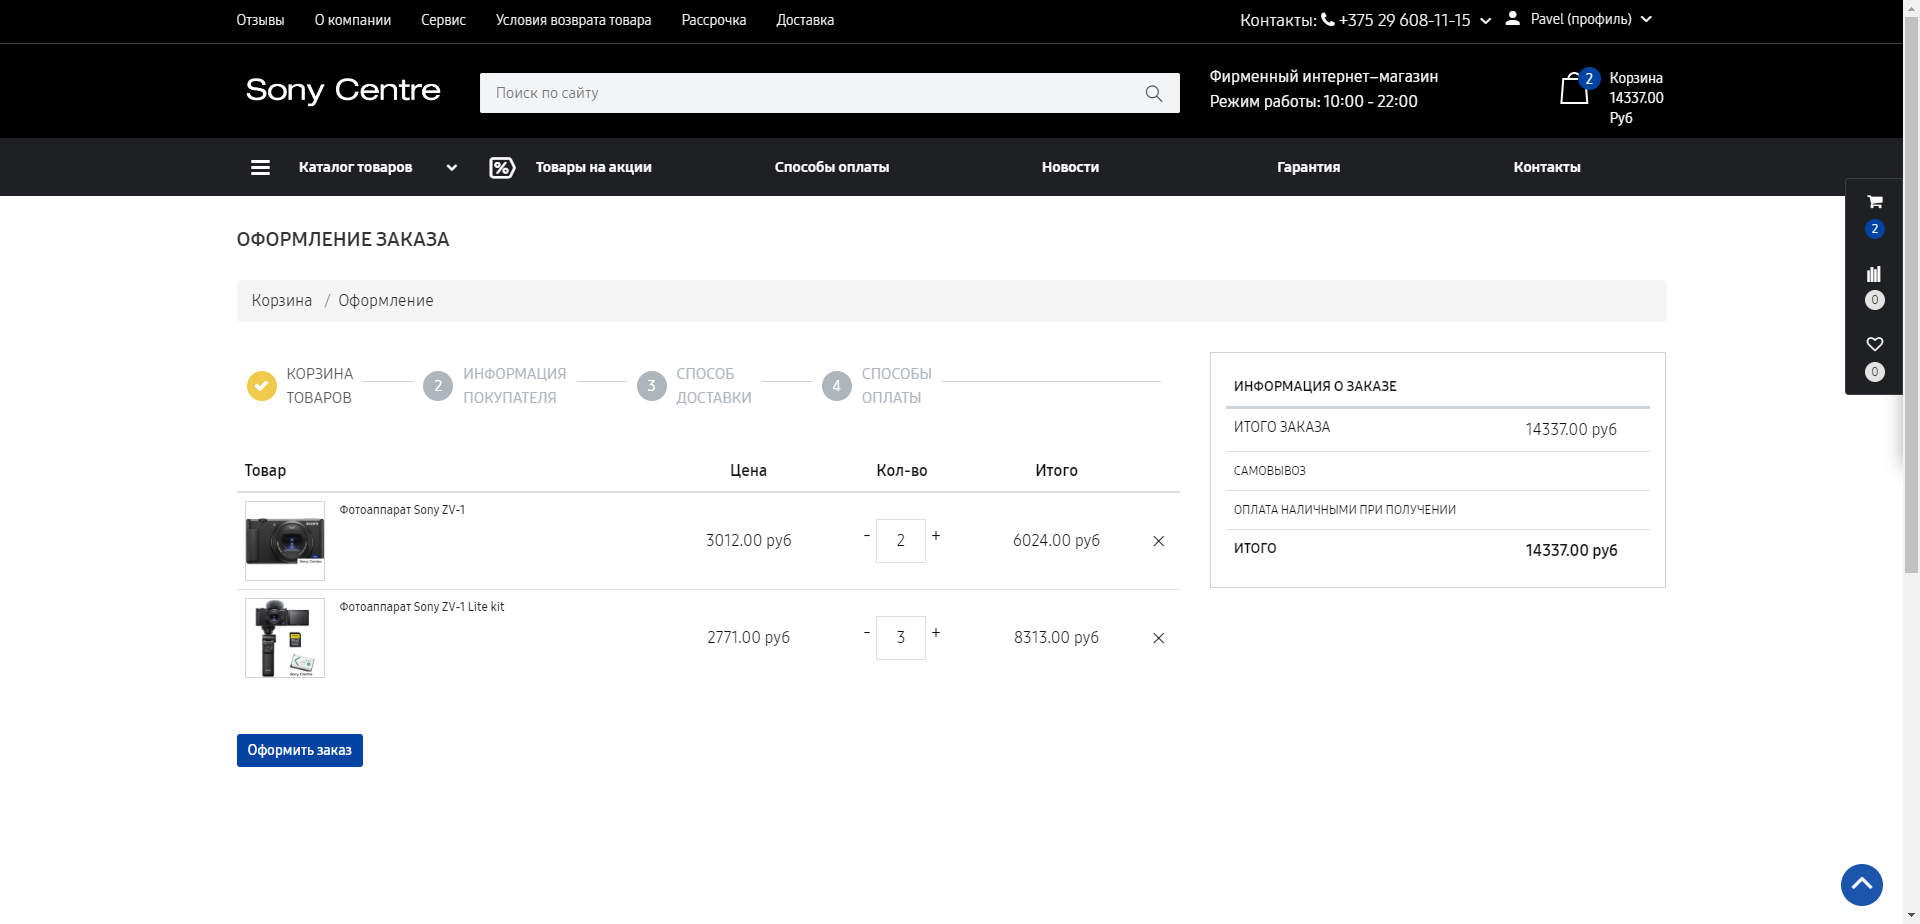 Отзывы О компании Сервис Условия возврата товара Рассрочка Доставка Контакты: +375 29 608-11-15 Pavel (профиль)
Sony Centre
Поиск по сайту
Фирменный интернет–магазин
Режим работы: 10:00 - 22:00
2
Корзина
14337.00
Руб
Каталог товаров % Товары на акции Способы оплаты Новости Гарантия Контакты
2
0
0
ОФОРМЛЕНИЕ ЗАКАЗА
Корзина / Оформление
КОРЗИНА
ТОВАРОВ
2 ИНФОРМАЦИЯ
ПОКУПАТЕЛЯ
3 СПОСОБ
ДОСТАВКИ
4 СПОСОБЫ
ОПЛАТЫ
Товар Цена Кол-во Итого
Фотоаппарат Sony ZV-1
3012.00 руб - 2 + 6024.00 руб
Sony Centre
Фотоаппарат Sony ZV-1 Lite kit
2771.00 руб - 3 + 8313.00 руб
Sony Centre
Оформить заказ
ИНФОРМАЦИЯ О ЗАКАЗЕ
ИТОГО ЗАКАЗА 14337.00 руб
САМОВЫВОЗ
ОПЛАТА НАЛИЧНЫМИ ПРИ ПОЛУЧЕНИИ
ИТОГО 14337.00 руб